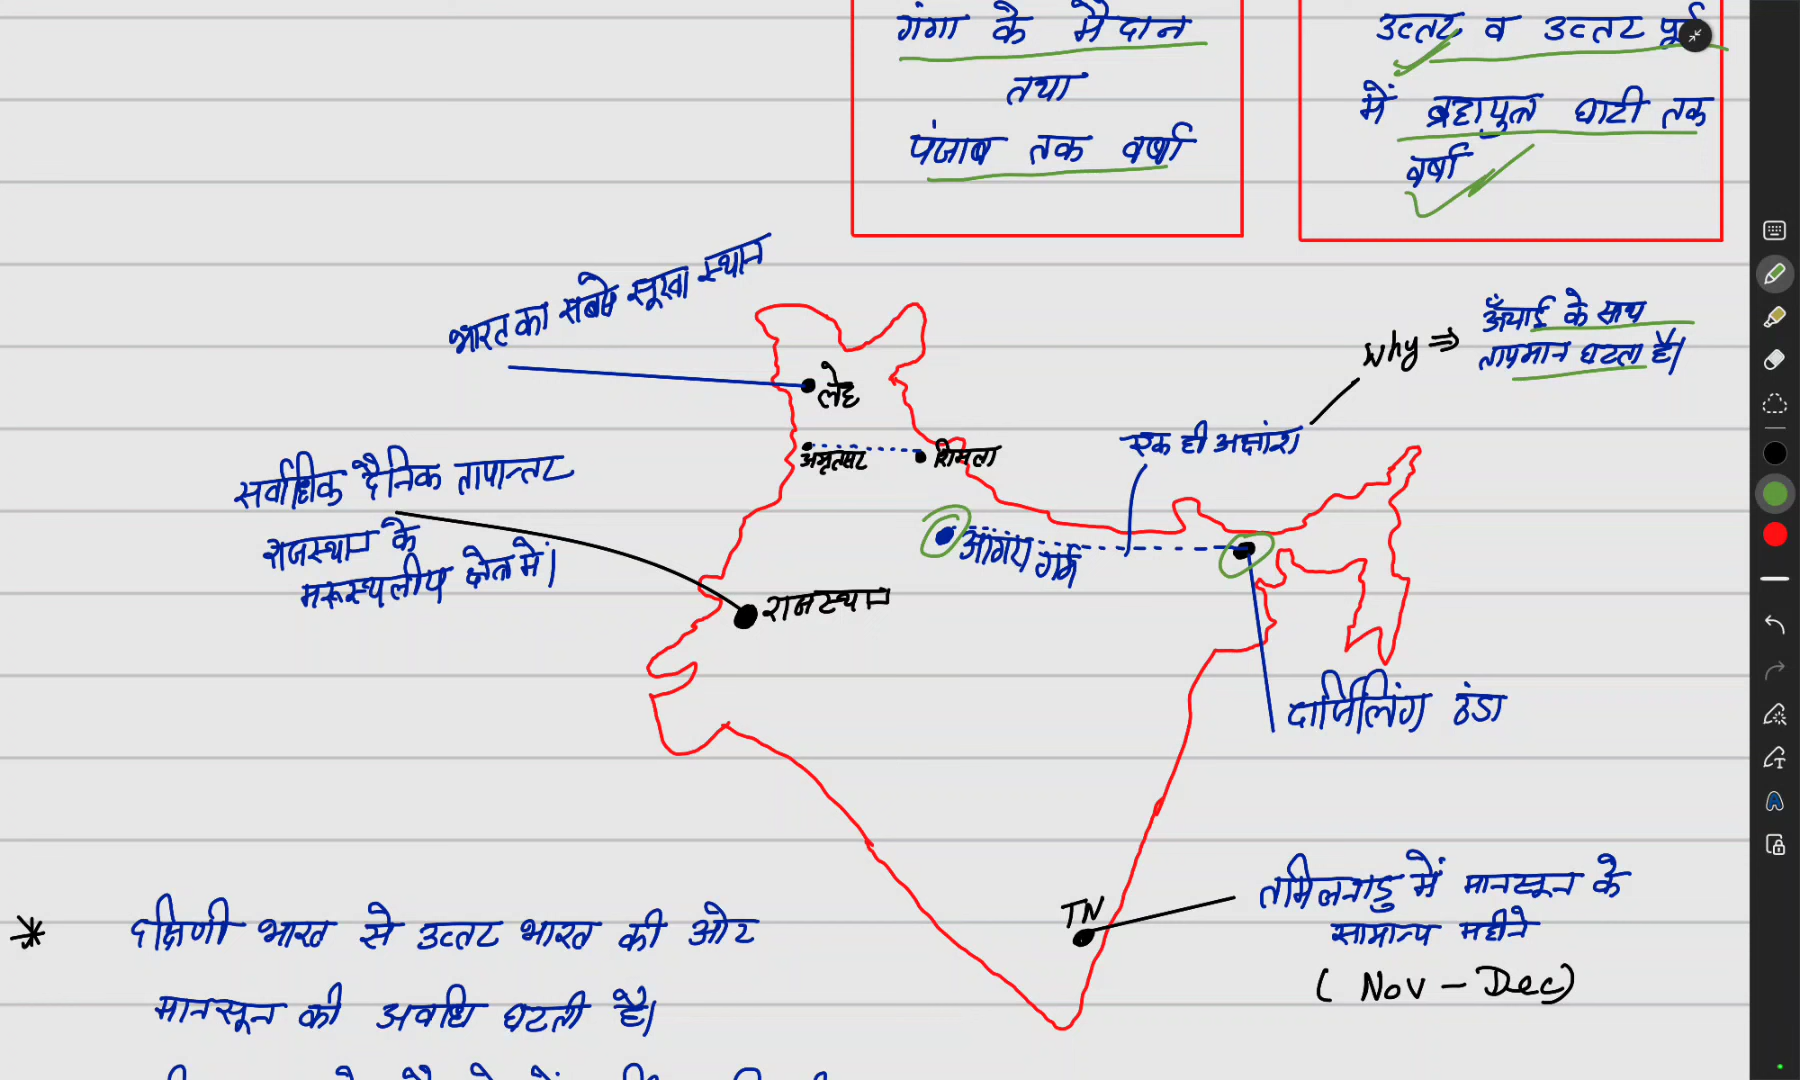 गंगा के मैदान
तथा
पंजाब तक वर्षा
उत्तर व उत्तर पूर्व
में ब्रह्मपुत्र घाटी तक
वर्षा
भारत का सबसे सूखा स्थान
लेह
Why ⇒ ऊँचाई के साथ
तापमान घटता है।
एक ही अक्षांश
अमृतसर
शिमला
सर्वाधिक दैनिक तापान्तर
राजस्थान के
मरूस्थलीय क्षेत्र में।
आगरा गर्म
राजस्थान
दार्जिलिंग ठंडा
TN
तमिलनाडु में मानसून के
सामान्य महीने
( Nov – Dec )
* दक्षिणी भारत से उत्तर भारत की ओर
मानसून की अवधि घटती है।